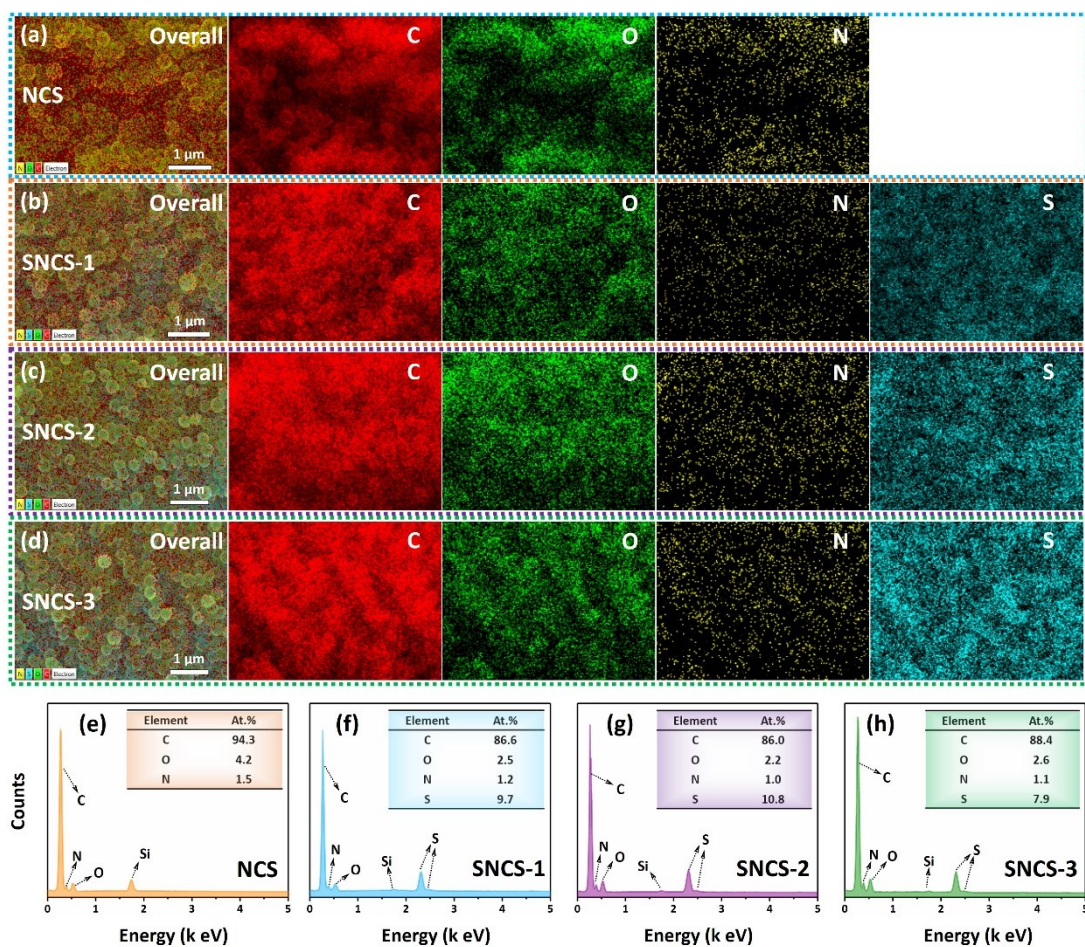 (a) Overall C O N
NCS
N O C Electron 1 μm
(b) Overall C O N S
SNCS-1
N S O C Electron 1 μm
(c) Overall C O N S
SNCS-2
N S O C Electron 1 μm
(d) Overall C O N S
SNCS-3
N S O C Electron 1 μm
(e)
Element At.%
C 94.3
O 4.2
N 1.5
C
N
O
Si
NCS
Counts
0 1 2 3 4 5
Energy (k eV)
(f)
Element At.%
C 86.6
O 2.5
N 1.2
S 9.7
C
N
O
Si
S
SNCS-1
0 1 2 3 4 5
Energy (k eV)
(g)
Element At.%
C 86.0
O 2.2
N 1.0
S 10.8
C
N
O
Si
S
SNCS-2
0 1 2 3 4 5
Energy (k eV)
(h)
Element At.%
C 88.4
O 2.6
N 1.1
S 7.9
C
N
O
Si
S
SNCS-3
0 1 2 3 4 5
Energy (k eV)